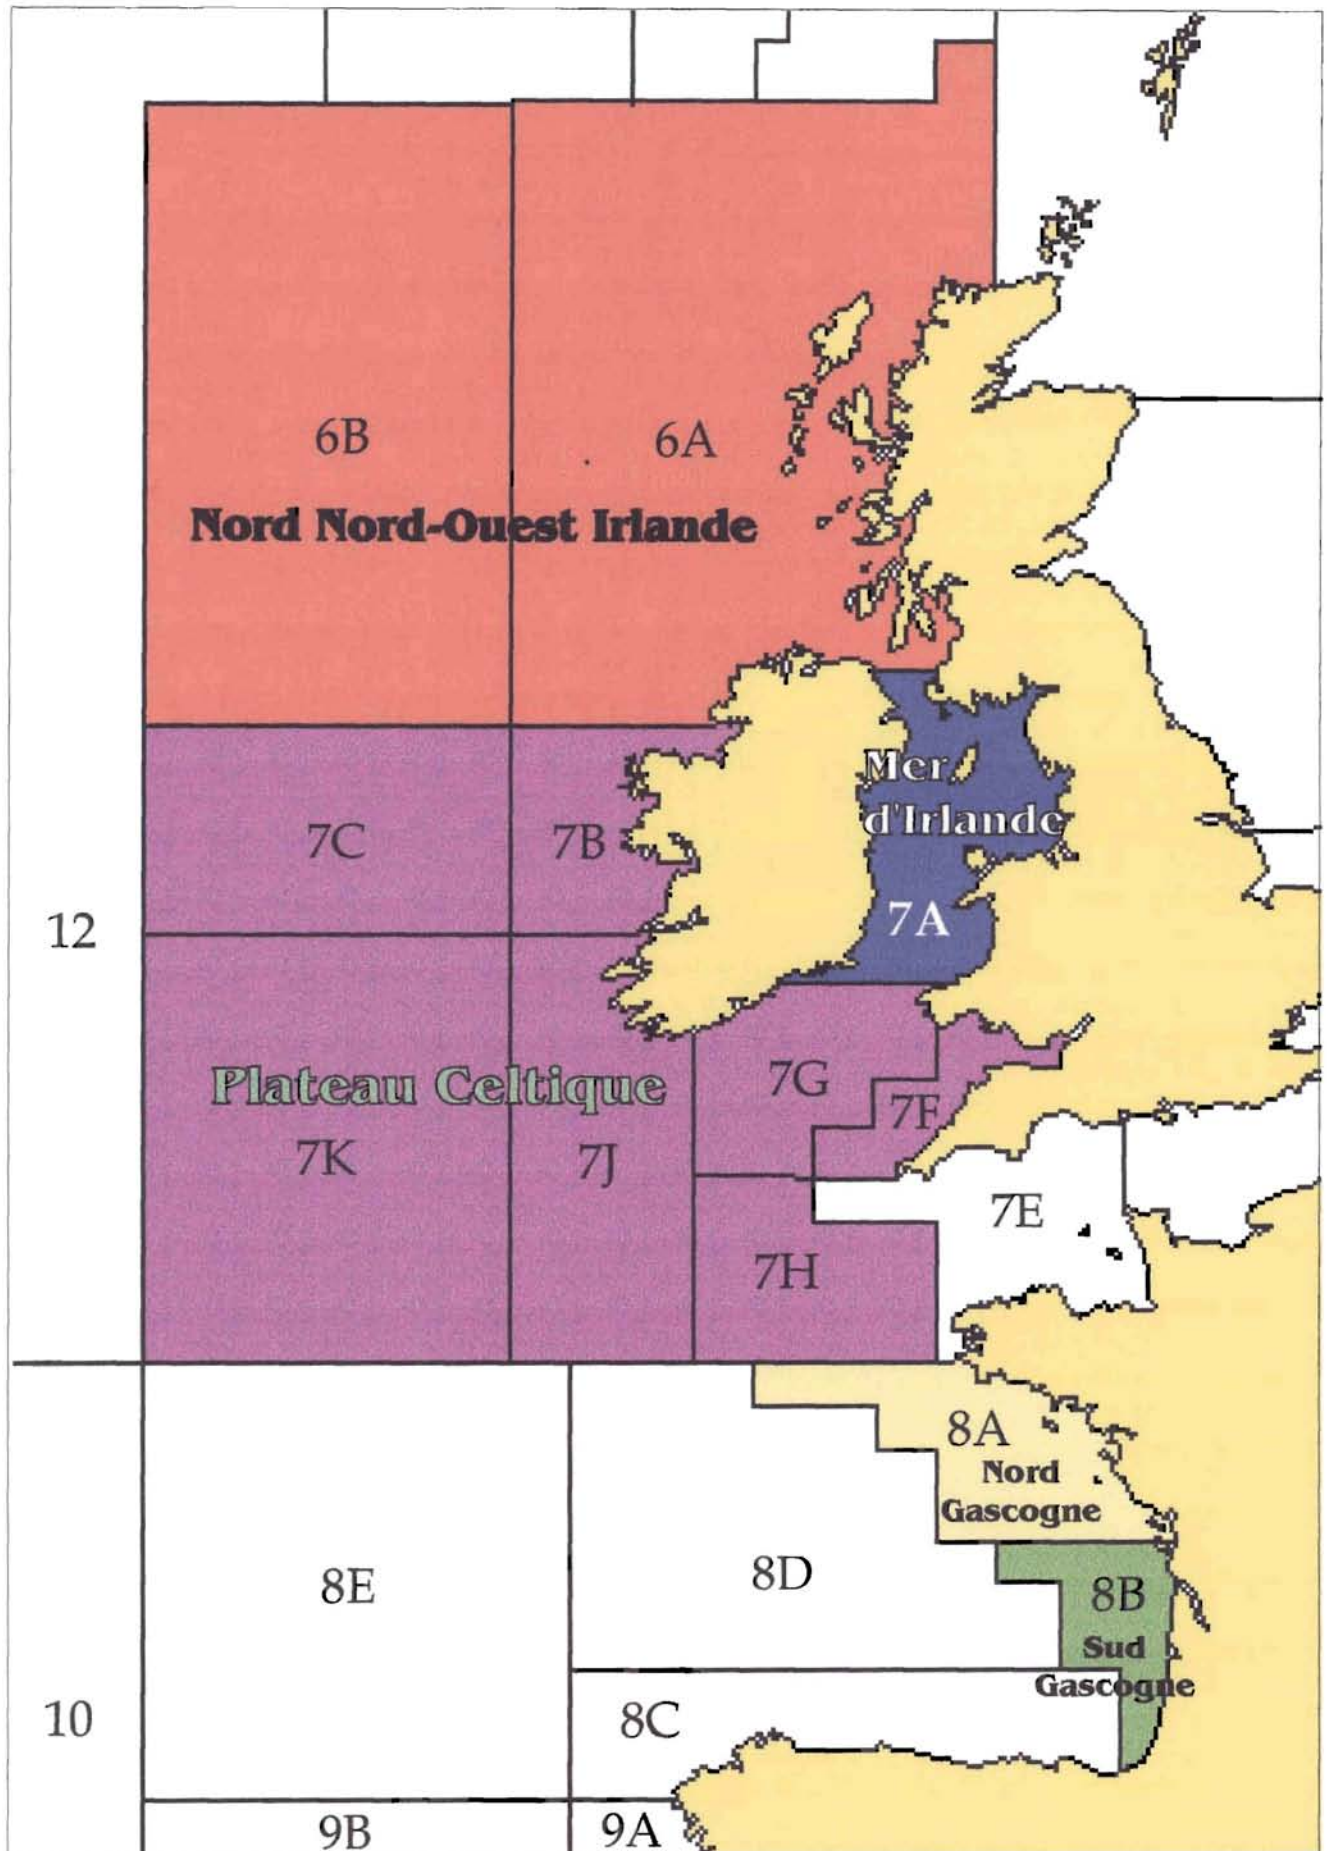 6B
6A
Nord Nord-Ouest Irlande
Mer
d'Irlande
7C
7B
7A
12
7G
Plateau Celtique
7F
7K
7J
7E
7H
8A
Nord
Gascogne
8E
8D
8B
Sud
Gascogne
10
8C
9B
9A